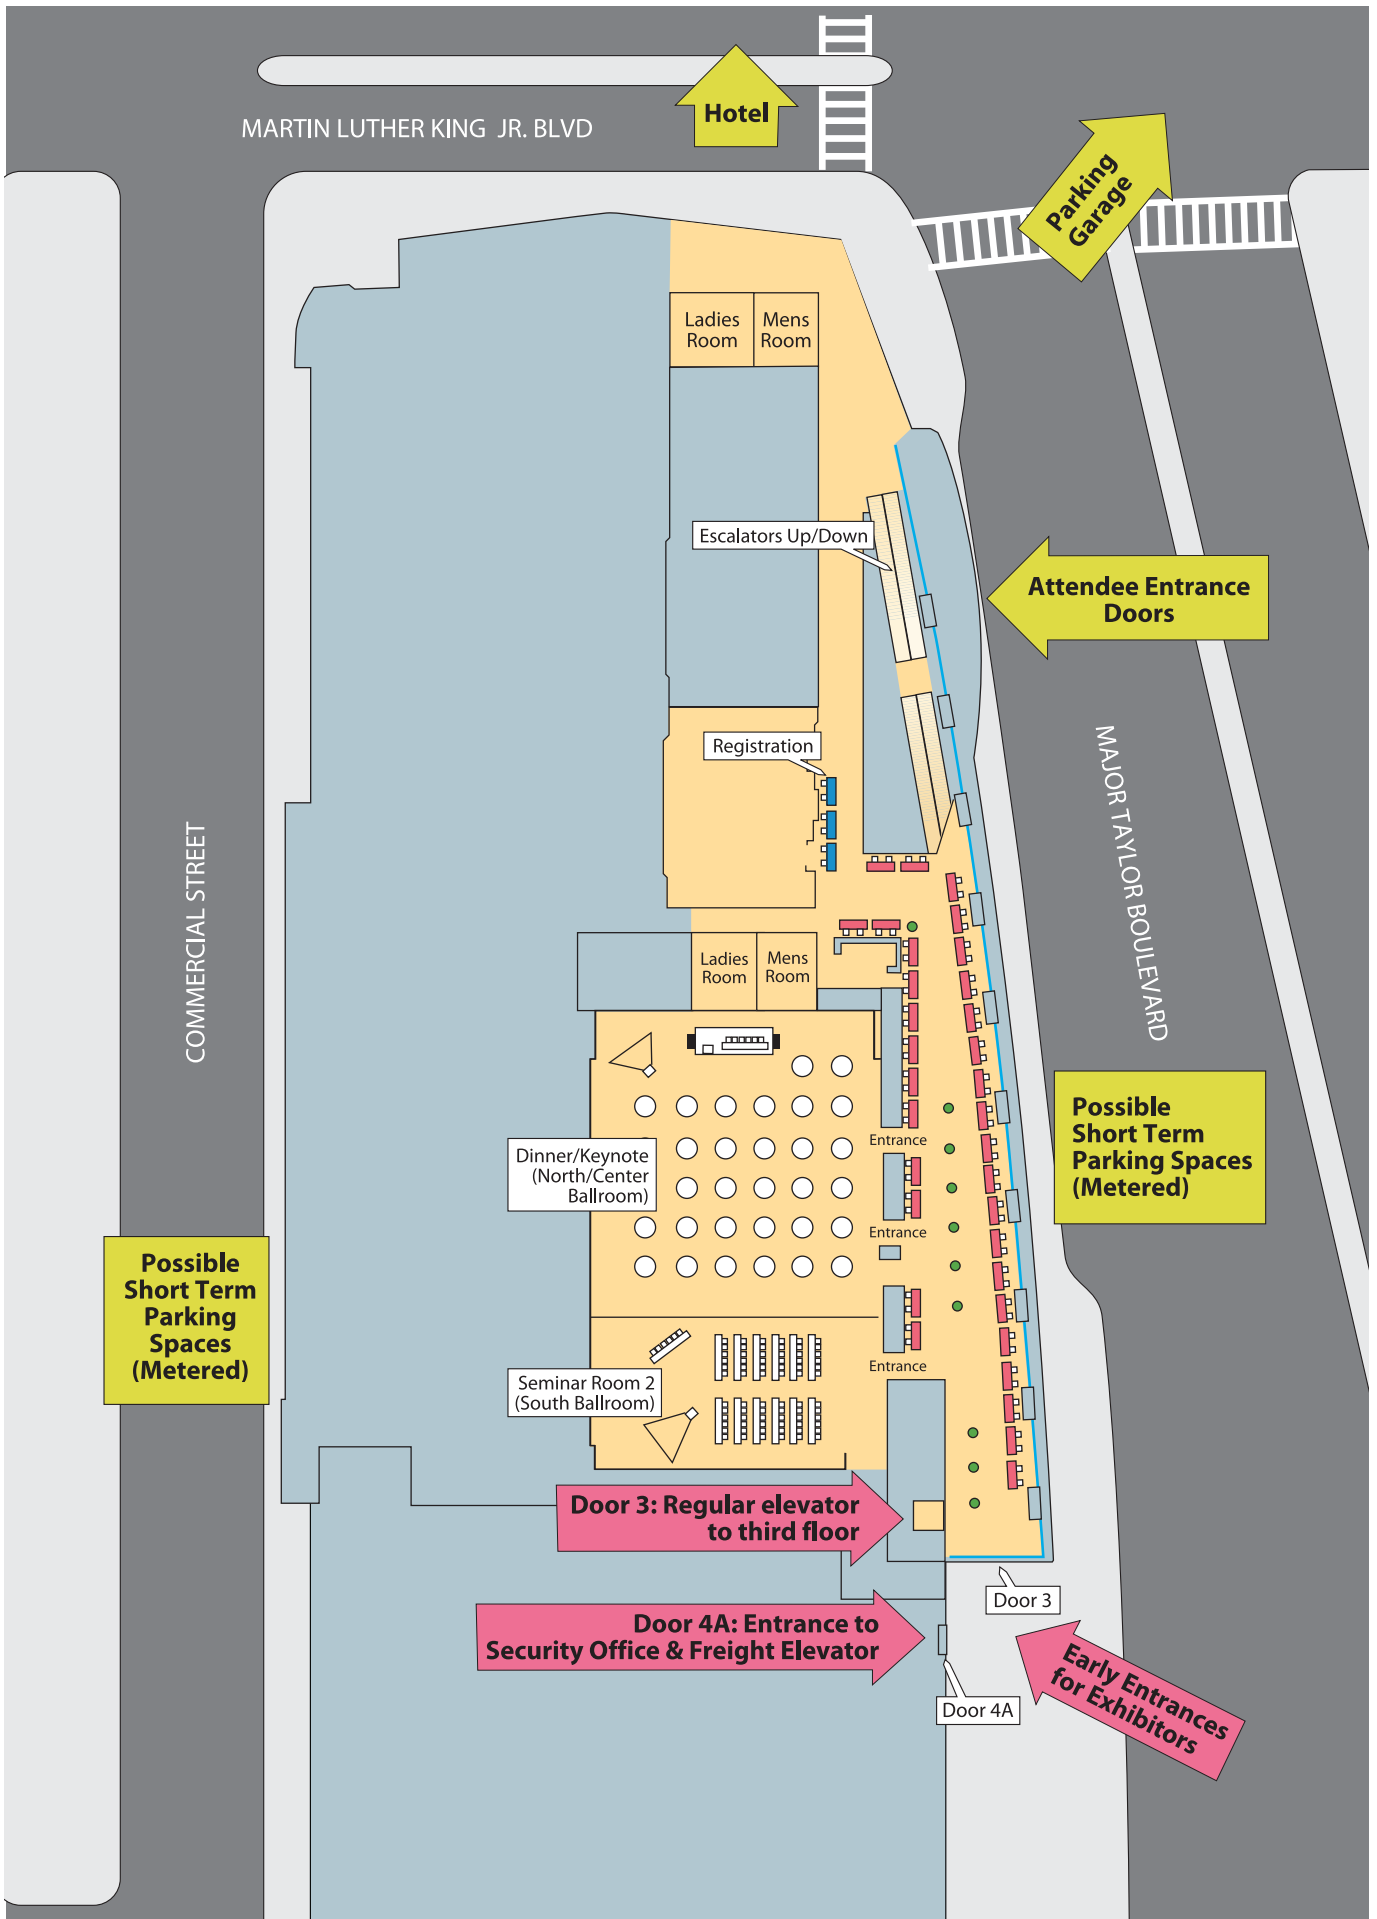 Hotel
MARTIN LUTHER KING JR. BLVD
Parking
Garage
Ladies
Room
Mens
Room
Escalators Up/Down
Attendee Entrance
Doors
Registration
MAJOR TAYLOR BOULEVARD
COMMERCIAL STREET
Ladies
Room
Mens
Room
Possible
Short Term
Parking Spaces
(Metered)
Entrance
Dinner/Keynote
(North/Center
Ballroom)
Entrance
Possible
Short Term
Parking
Spaces
(Metered)
Entrance
Seminar Room 2
(South Ballroom)
Door 3: Regular elevator
to third floor
Door 3
Door 4A: Entrance to
Security Office & Freight Elevator
Early Entrances
for Exhibitors
Door 4A